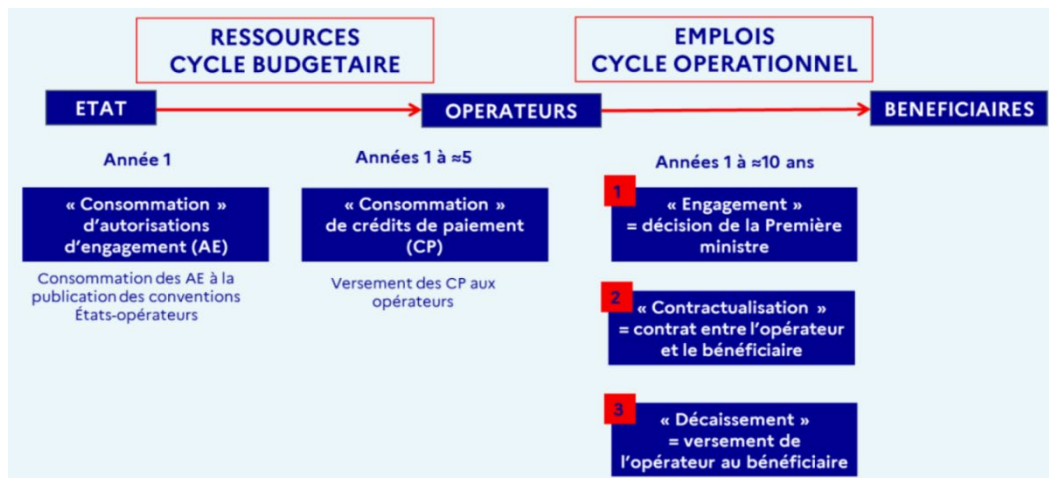 RESSOURCES
CYCLE BUDGETAIRE
EMPLOIS
CYCLE OPERATIONNEL
ETAT
OPERATEURS
BENEFICIAIRES
Année 1
Années 1 à ≈5
Années 1 à ≈10 ans
« Consommation »
d'autorisations
d'engagement (AE)
Consommation des AE à la
publication des conventions
États-opérateurs
« Consommation »
de crédits de paiement
(CP)
Versement des CP aux
opérateurs
1
« Engagement »
= décision de la Première
ministre
2
« Contractualisation »
= contrat entre l'opérateur
et le bénéficiaire
3
« Décaissement »
= versement de
l'opérateur au bénéficiaire